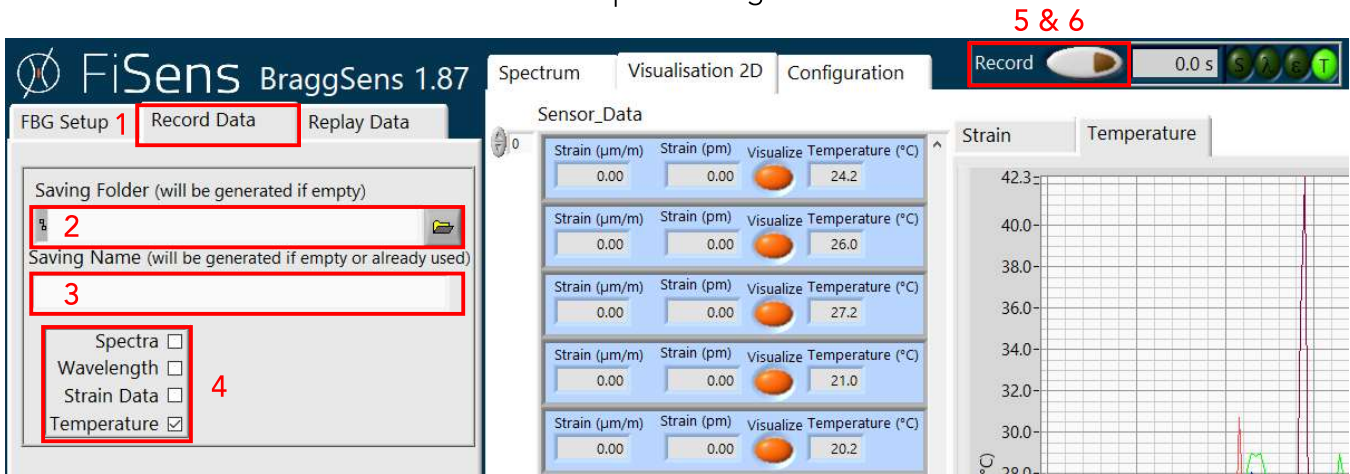 5 & 6
FiSens BraggSens 1.87
Spectrum Visualisation 2D Configuration
Record 0.0 s S λ ε T
FBG Setup 1 Record Data Replay Data
Saving Folder (will be generated if empty)
2
Saving Name (will be generated if empty or already used)
3
Spectra
Wavelength
Strain Data
Temperature
4
Sensor_Data
0
Strain (µm/m) Strain (pm) Visualize Temperature (°C)
0.00 0.00 24.2
Strain (µm/m) Strain (pm) Visualize Temperature (°C)
0.00 0.00 26.0
Strain (µm/m) Strain (pm) Visualize Temperature (°C)
0.00 0.00 27.2
Strain (µm/m) Strain (pm) Visualize Temperature (°C)
0.00 0.00 21.0
Strain (µm/m) Strain (pm) Visualize Temperature (°C)
0.00 0.00 20.2
Strain Temperature
42.3
40.0
38.0
36.0
34.0
32.0
30.0
28.0
°C)